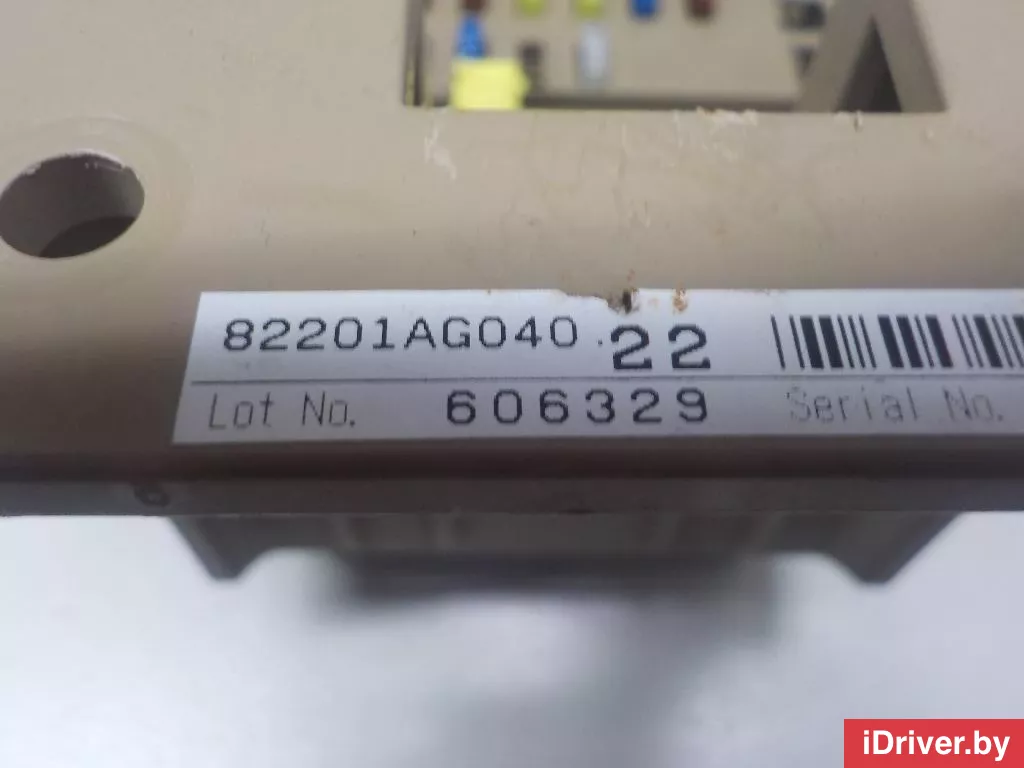 82201AG040 22
Lot No. 606329 Serial No.
iDriver.by